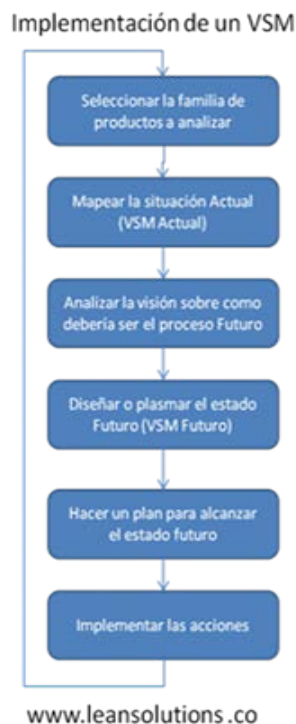 Implementación de un VSM
Seleccionar la familia de
productos a analizar
Mapear la situación Actual
(VSM Actual)
Analizar la visión sobre como
debería ser el proceso Futuro
Diseñar o plasmar el estado
Futuro (VSM Futuro)
Hacer un plan para alcanzar
el estado futuro
Implementar las acciones
www.leansolutions.co